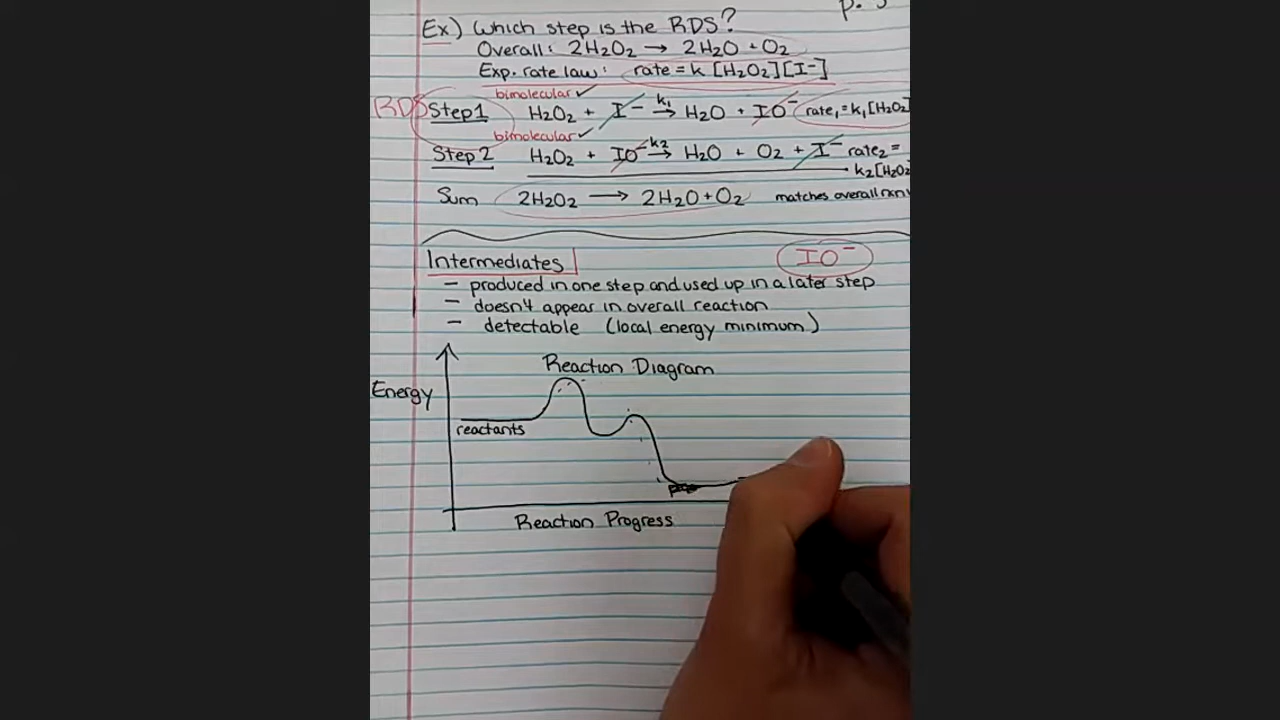 p. 3
Ex) Which step is the RDS?
Overall: 2H₂O₂ → 2H₂O + O₂
Exp. rate law: rate = k [H₂O₂][I⁻]
bimolecular ✓
RDS Step 1 H₂O₂ + I⁻ →k₁ H₂O + IO⁻ rate₁ = k₁[H₂O₂]
bimolecular ✓
Step 2 H₂O₂ + IO⁻ →k₂ H₂O + O₂ + I⁻ rate₂ =
k₂[H₂O₂
Sum 2H₂O₂ → 2H₂O + O₂ matches overall rxn
Intermediates IO⁻
– produced in one step and used up in a later step
– doesn't appear in overall reaction
– detectable (local energy minimum)
Reaction Diagram
Energy
reactants
Reaction Progress